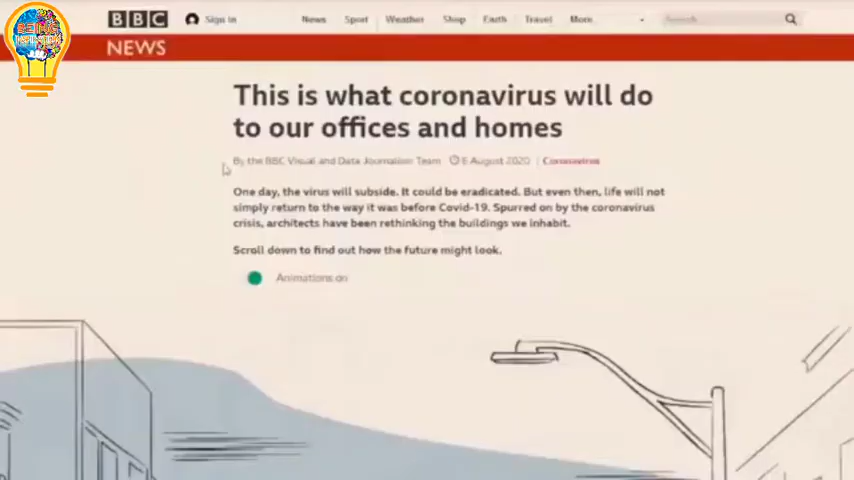 BEING
INSPIRATION
BBC Sign in News Sport Weather Shop Earth Travel More Search
NEWS
This is what coronavirus will do
to our offices and homes
By the BBC Visual and Data Journalism Team 6 August 2020 Coronavirus
One day, the virus will subside. It could be eradicated. But even then, life will not
simply return to the way it was before Covid-19. Spurred on by the coronavirus
crisis, architects have been rethinking the buildings we inhabit.
Scroll down to find out how the future might look.
Animations on